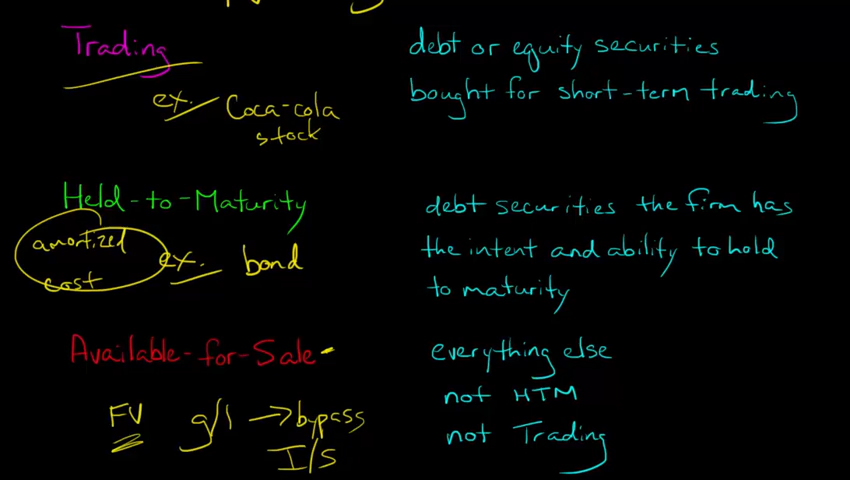 Trading
debt or equity securities
bought for short-term trading
ex. Coca-cola
stock
Held-to-Maturity
debt securities the firm has
the intent and ability to hold
to maturity
amortized
cost
ex. bond
Available-for-Sale
everything else
not HTM
not Trading
FV g/l → bypass
I/S